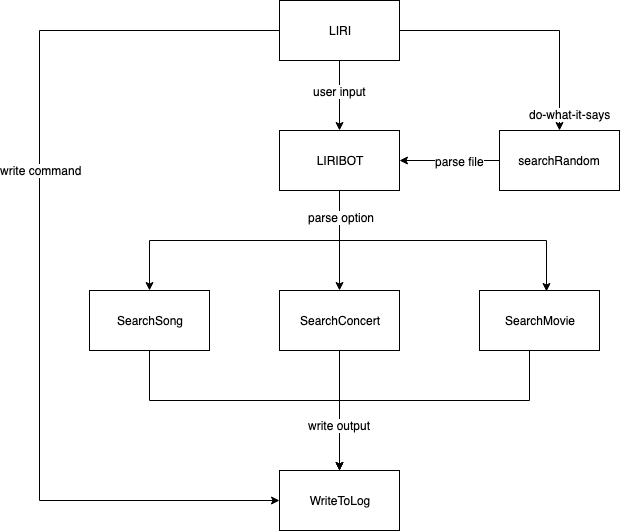 LIRI
user input
do-what-it-says
LIRIBOT
parse file
searchRandom
write command
parse option
SearchSong
SearchConcert
SearchMovie
write output
WriteToLog